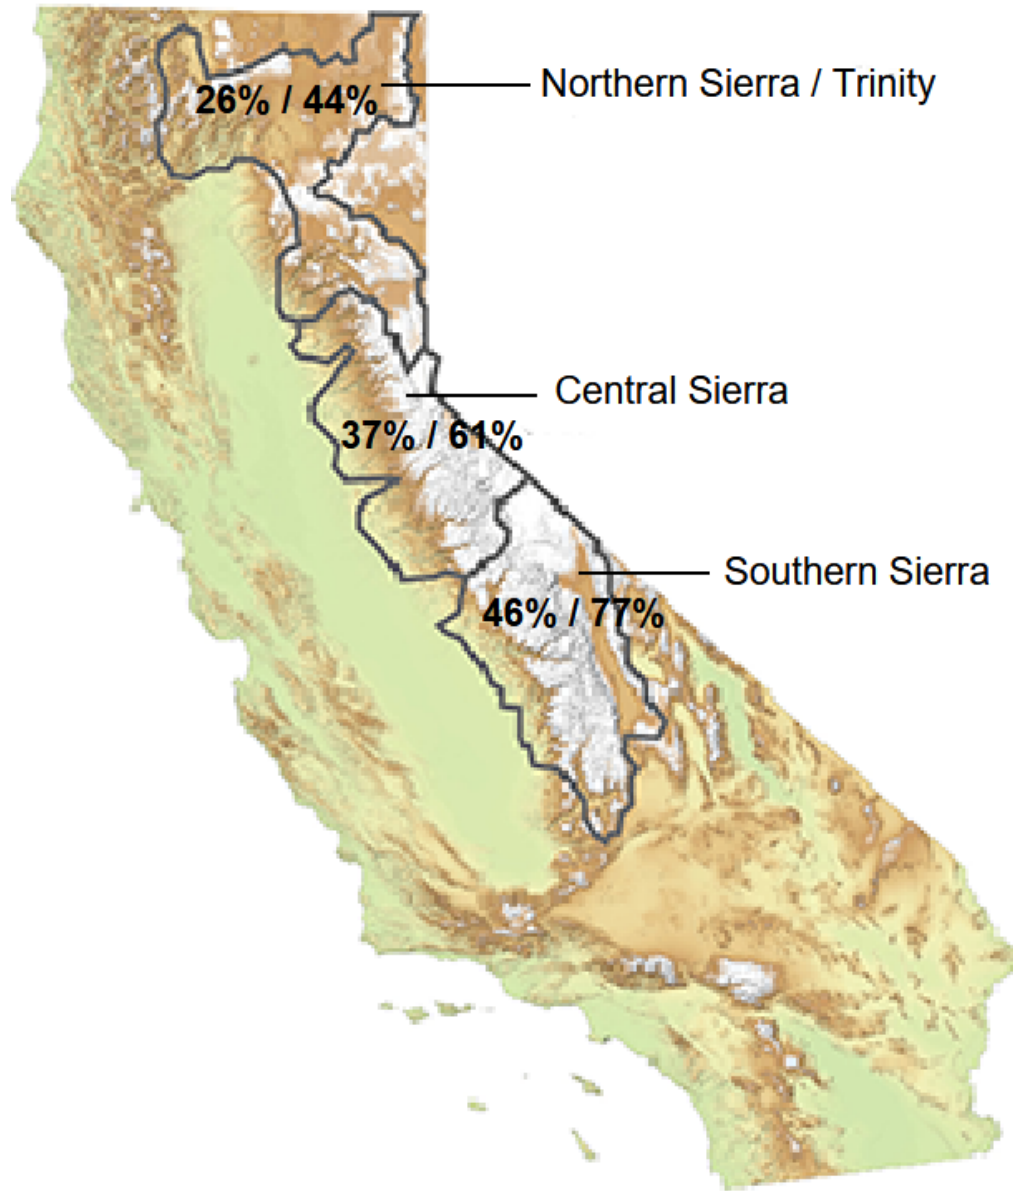 Northern Sierra / Trinity
26% / 44%
Central Sierra
37% / 61%
Southern Sierra
46% / 77%